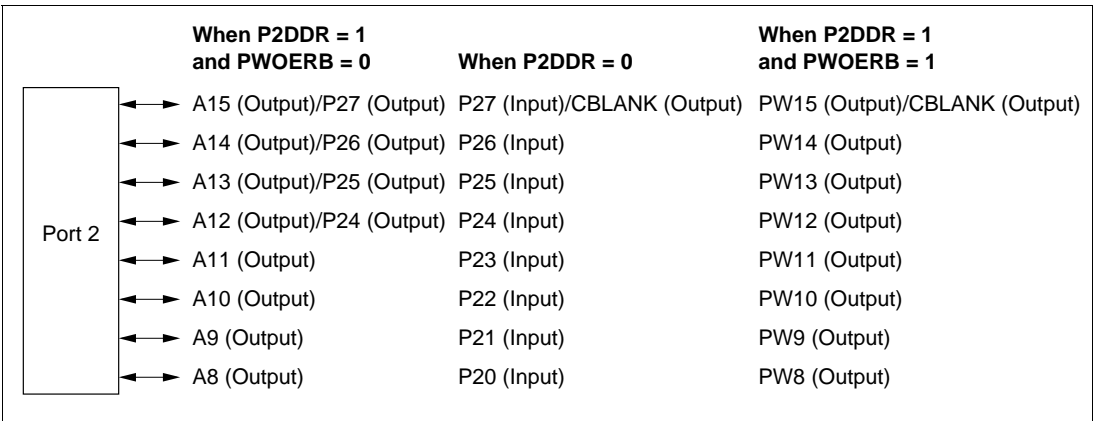 When P2DDR = 1 When P2DDR = 1
and PWOERB = 0 When P2DDR = 0 and PWOERB = 1
A15 (Output)/P27 (Output) P27 (Input)/CBLANK (Output) PW15 (Output)/CBLANK (Output)
A14 (Output)/P26 (Output) P26 (Input) PW14 (Output)
A13 (Output)/P25 (Output) P25 (Input) PW13 (Output)
A12 (Output)/P24 (Output) P24 (Input) PW12 (Output)
Port 2
A11 (Output) P23 (Input) PW11 (Output)
A10 (Output) P22 (Input) PW10 (Output)
A9 (Output) P21 (Input) PW9 (Output)
A8 (Output) P20 (Input) PW8 (Output)